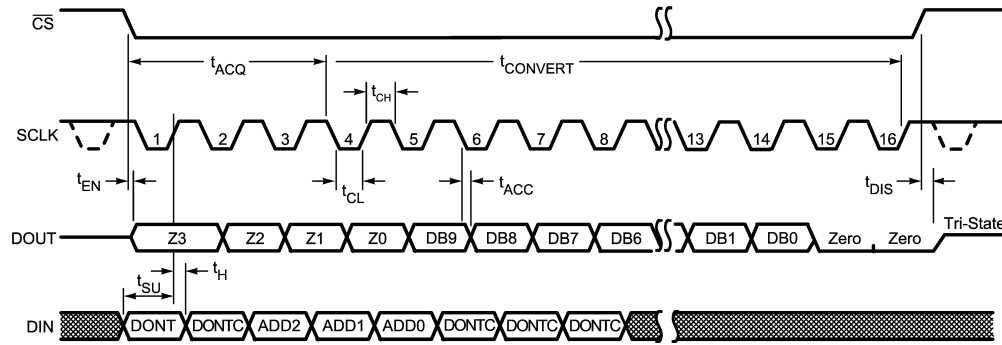 CS
tACQ
tCONVERT
tCH
SCLK
1 2 3 4 5 6 7 8 13 14 15 16
tEN
tCL
tACC
tDIS
DOUT
Z3 Z2 Z1 Z0 DB9 DB8 DB7 DB6 DB1 DB0 Zero Zero
Tri-State
tSU
tH
DIN
DONT DONTC ADD2 ADD1 ADD0 DONTC DONTC DONTC